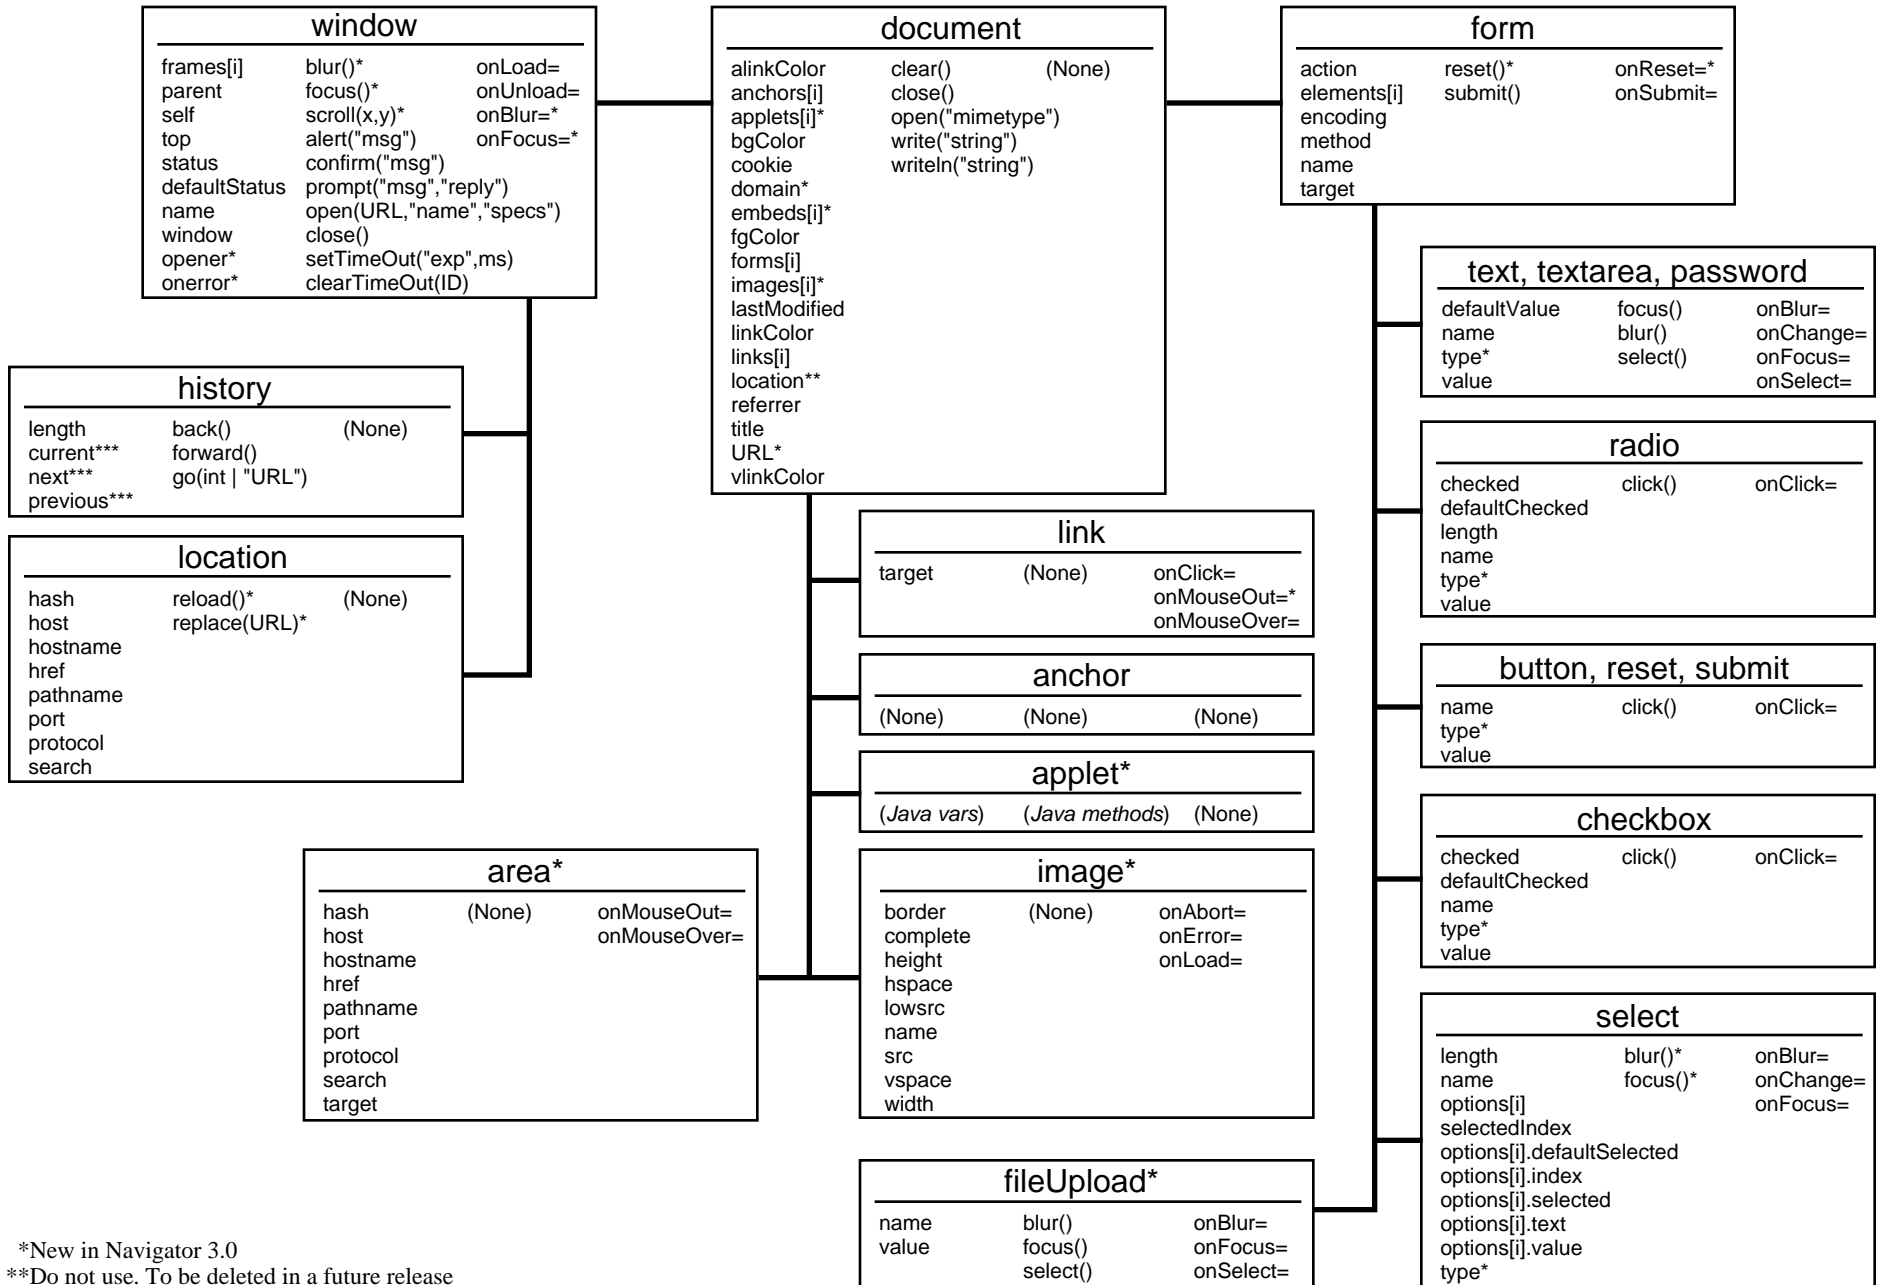 window
frames[i] blur()* onLoad=
parent focus()* onUnload=
self scroll(x,y)* onBlur=*
top alert("msg") onFocus=*
status confirm("msg")
defaultStatus prompt("msg","reply")
name open(URL,"name","specs")
window close()
opener* setTimeOut("exp",ms)
onerror* clearTimeOut(ID)
history
length back() (None)
current*** forward()
next*** go(int | "URL")
previous***
location
hash reload()* (None)
host replace(URL)*
hostname
href
pathname
port
protocol
search
document
alinkColor clear() (None)
anchors[i] close()
applets[i]* open("mimetype")
bgColor write("string")
cookie writeln("string")
domain*
embeds[i]*
fgColor
forms[i]
images[i]*
lastModified
linkColor
links[i]
location**
referrer
title
URL*
vlinkColor
link
target (None) onClick=
onMouseOut=*
onMouseOver=
anchor
(None) (None) (None)
applet*
(Java vars) (Java methods) (None)
area*
hash (None) onMouseOut=
host onMouseOver=
hostname
href
pathname
port
protocol
search
target
image*
border (None) onAbort=
complete onError=
height onLoad=
hspace
lowsrc
name
src
vspace
width
form
action reset()* onReset=*
elements[i] submit() onSubmit=
encoding
method
name
target
text, textarea, password
defaultValue focus() onBlur=
name blur() onChange=
type* select() onFocus=
value onSelect=
radio
checked click() onClick=
defaultChecked
length
name
type*
value
button, reset, submit
name click() onClick=
type*
value
checkbox
checked click() onClick=
defaultChecked
name
type*
value
select
length blur()* onBlur=
name focus()* onChange=
options[i] onFocus=
selectedIndex
options[i].defaultSelected
options[i].index
options[i].selected
options[i].text
options[i].value
type*
fileUpload*
name blur() onBlur=
value focus() onFocus=
select() onSelect=
*New in Navigator 3.0
**Do not use. To be deleted in a future release